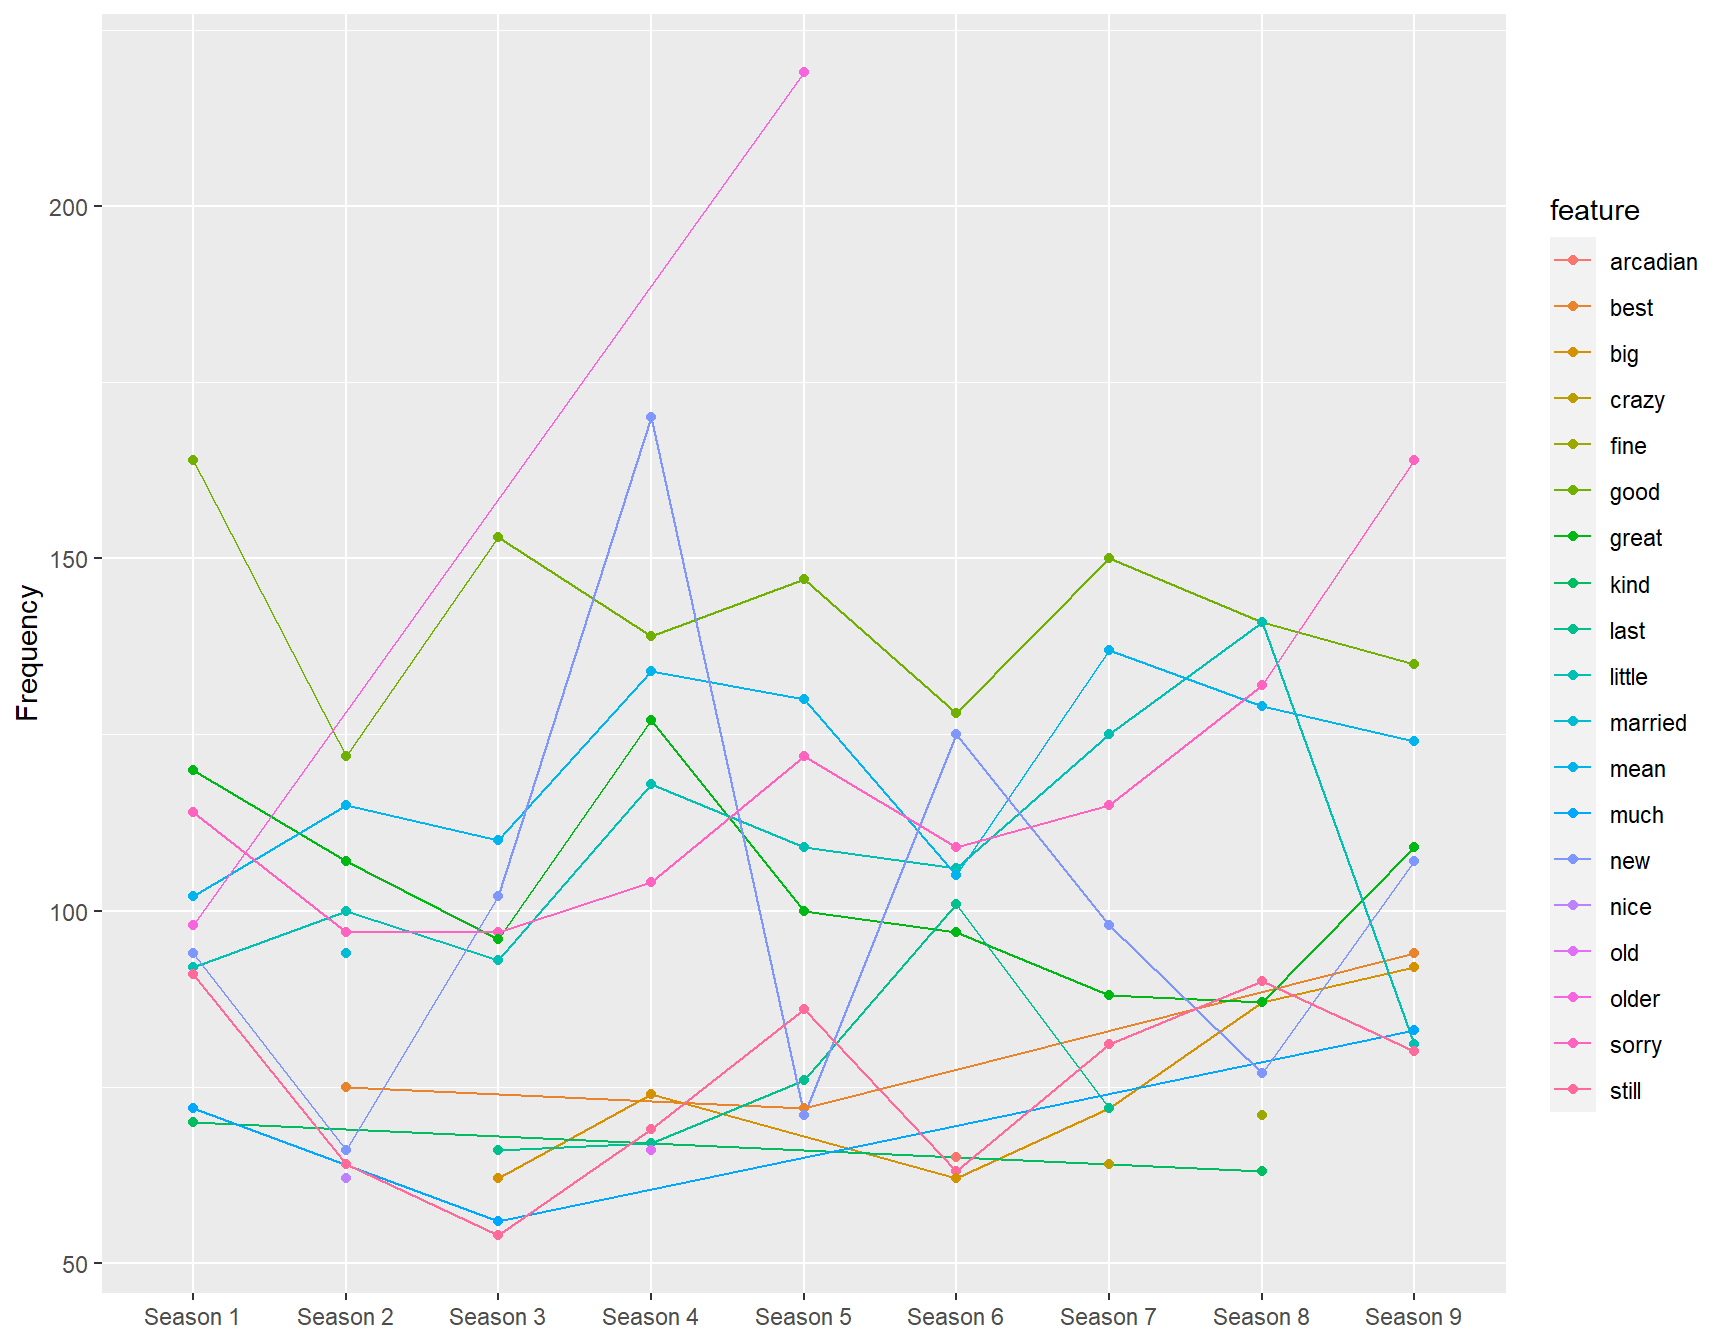 200
150
100
50
Frequency
Season 1 Season 2 Season 3 Season 4 Season 5 Season 6 Season 7 Season 8 Season 9
feature
arcadian
best
big
crazy
fine
good
great
kind
last
little
married
mean
much
new
nice
old
older
sorry
still